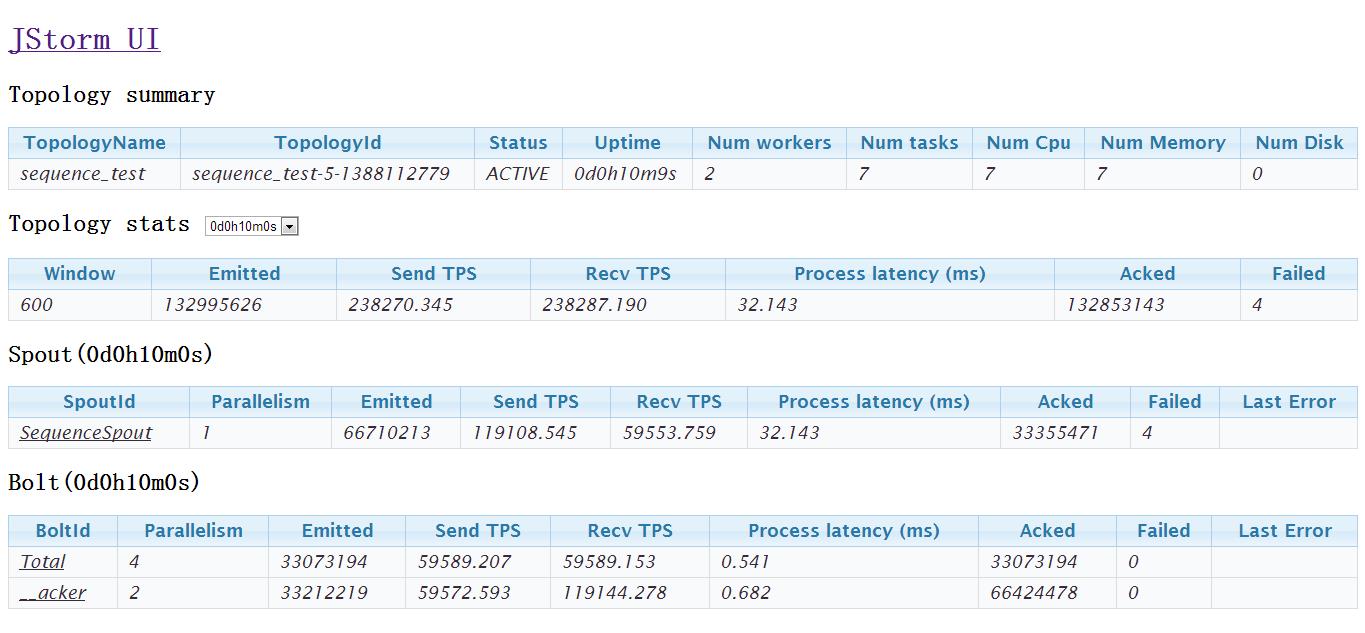 JStorm UI
Topology summary
TopologyName TopologyId Status Uptime Num workers Num tasks Num Cpu Num Memory Num Disk
sequence_test sequence_test-5-1388112779 ACTIVE 0d0h10m9s 2 7 7 7 0
Topology stats 0d0h10m0s
Window Emitted Send TPS Recv TPS Process latency (ms) Acked Failed
600 132995626 238270.345 238287.190 32.143 132853143 4
Spout(0d0h10m0s)
SpoutId Parallelism Emitted Send TPS Recv TPS Process latency (ms) Acked Failed Last Error
SequenceSpout 1 66710213 119108.545 59553.759 32.143 33355471 4
Bolt(0d0h10m0s)
BoltId Parallelism Emitted Send TPS Recv TPS Process latency (ms) Acked Failed Last Error
Total 4 33073194 59589.207 59589.153 0.541 33073194 0
__acker 2 33212219 59572.593 119144.278 0.682 66424478 0